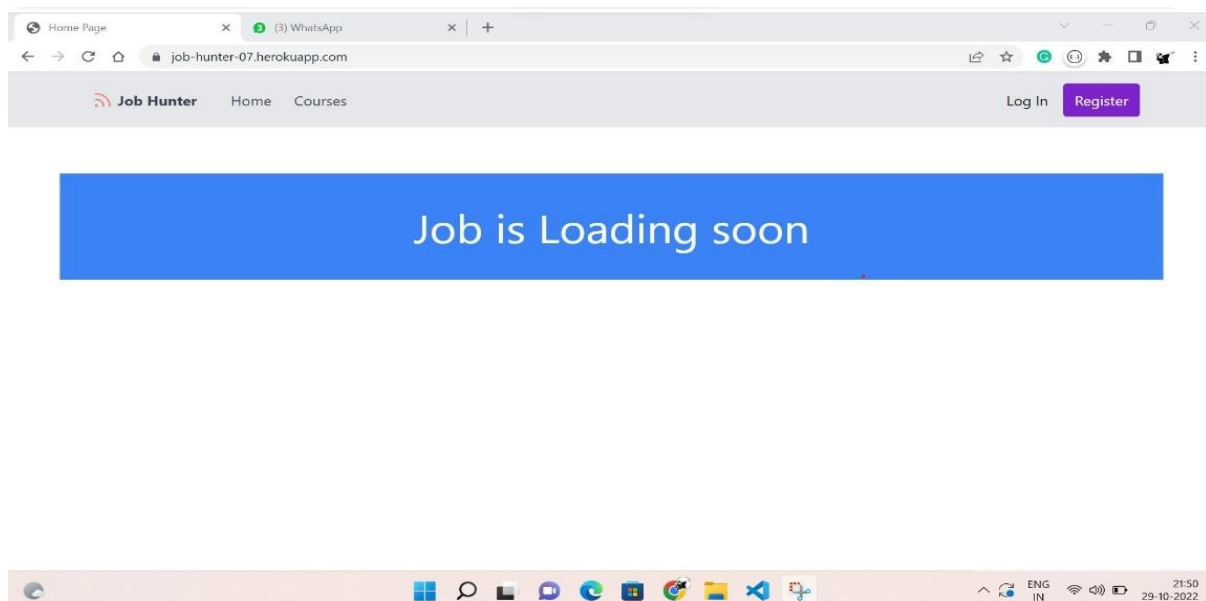 Home Page
(3) WhatsApp
job-hunter-07.herokuapp.com
Job Hunter Home Courses Log In Register
Job is Loading soon
ENG 21:50
IN 29-10-2022